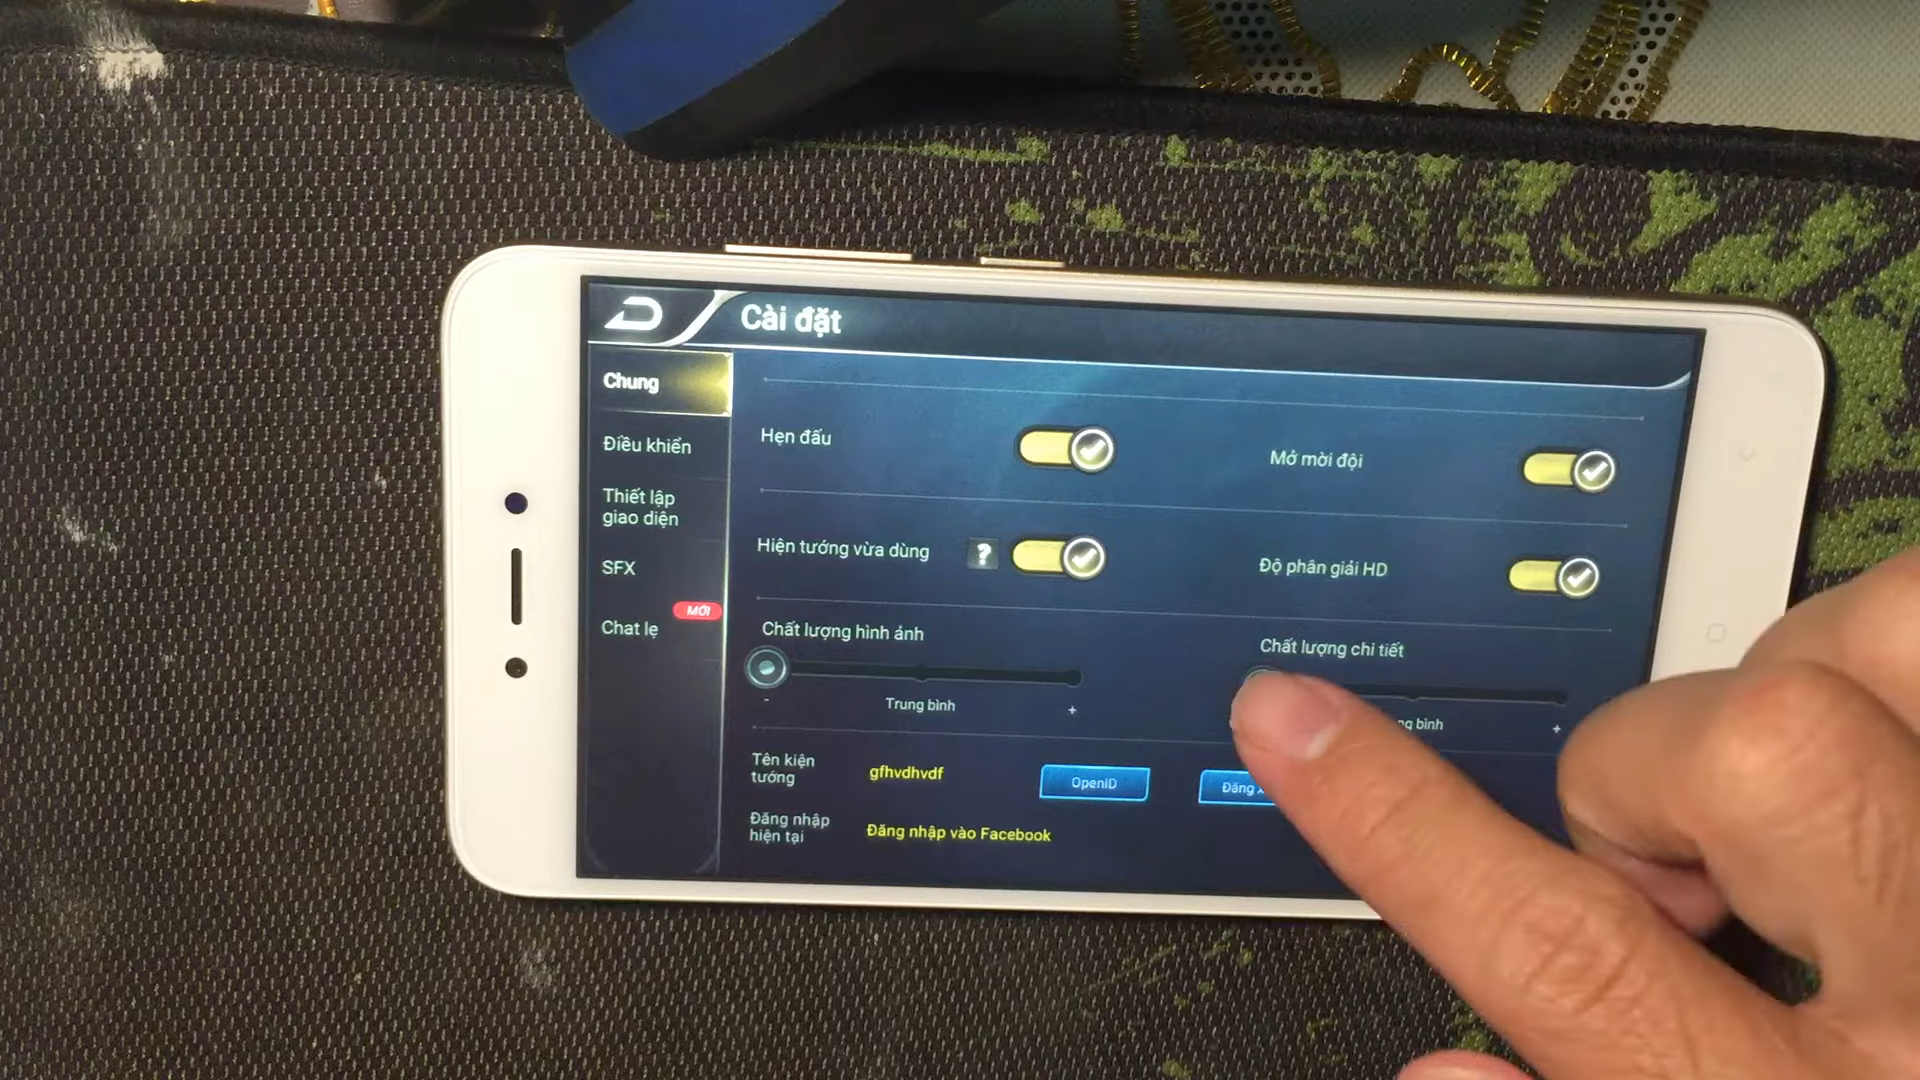 Cài đặt
Chung
Điều khiển
Thiết lập
giao diện
SFX
MỚI
Chat lẹ
Hẹn đấu
Mở mời đội
Hiện tướng vừa dùng
?
Độ phân giải HD
Chất lượng hình ảnh
Chất lượng chi tiết
-
Trung bình
+
bình
+
Tên kiện
tướng
gfhvdhvdf
OpenID
Đăng
Đăng nhập
hiện tại
Đăng nhập vào Facebook